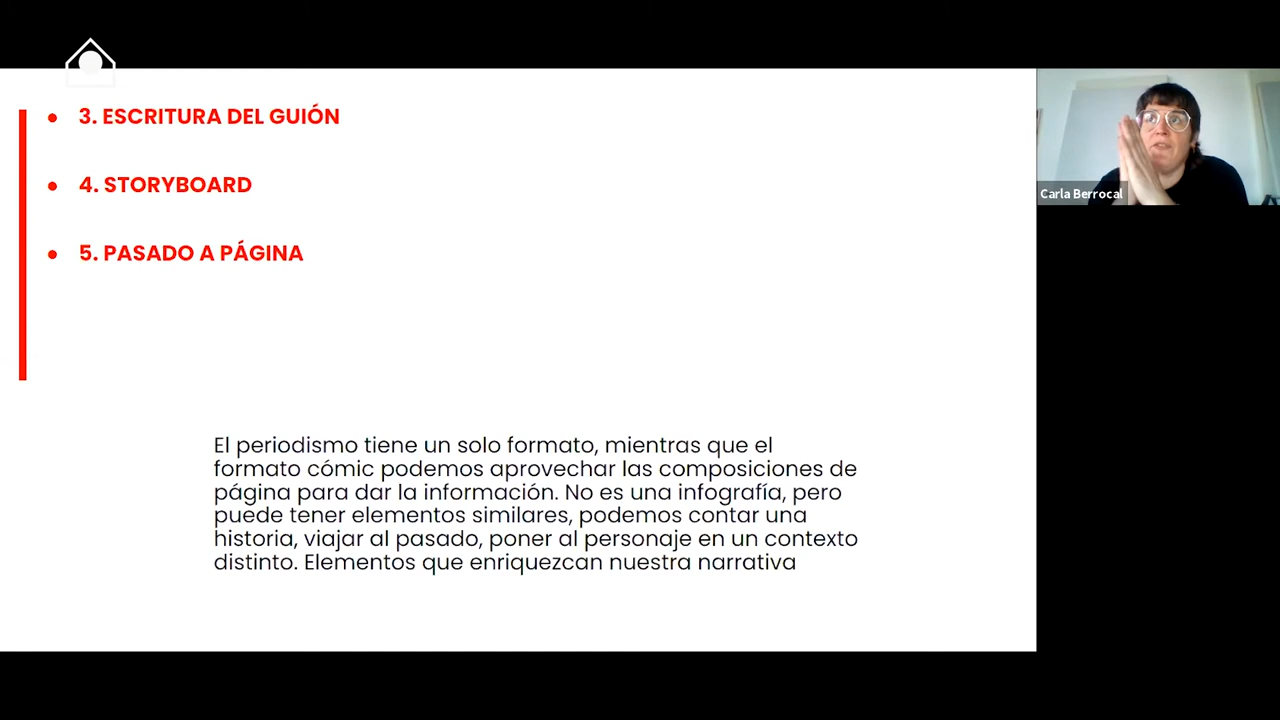 3. ESCRITURA DEL GUIÓN
4. STORYBOARD
5. PASADO A PÁGINA
El periodismo tiene un solo formato, mientras que el
formato cómic podemos aprovechar las composiciones de
página para dar la información. No es una infografía, pero
puede tener elementos similares, podemos contar una
historia, viajar al pasado, poner al personaje en un contexto
distinto. Elementos que enriquezcan nuestra narrativa
Carla Berrocal